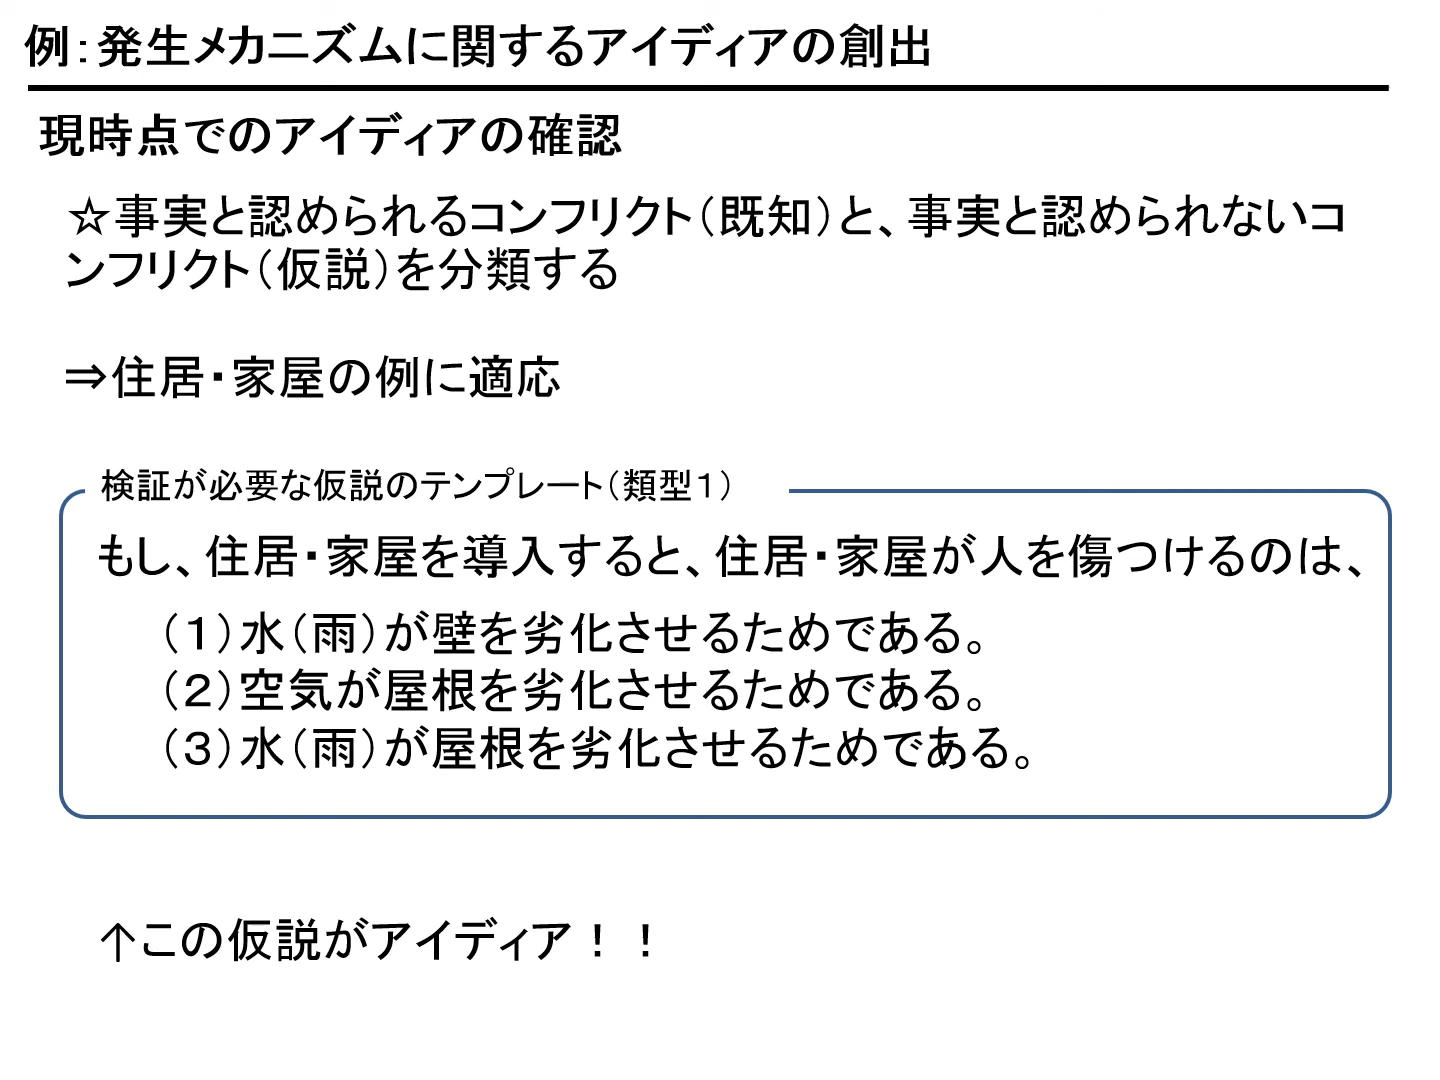 例：発生メカニズムに関するアイディアの創出
現時点でのアイディアの確認
☆事実と認められるコンフリクト（既知）と、事実と認められないコ
ンフリクト（仮説）を分類する
⇒住居・家屋の例に適応
検証が必要な仮説のテンプレート（類型１）
もし、住居・家屋を導入すると、住居・家屋が人を傷つけるのは、
（１）水（雨）が壁を劣化させるためである。
（２）空気が屋根を劣化させるためである。
（３）水（雨）が屋根を劣化させるためである。
↑この仮説がアイディア！！